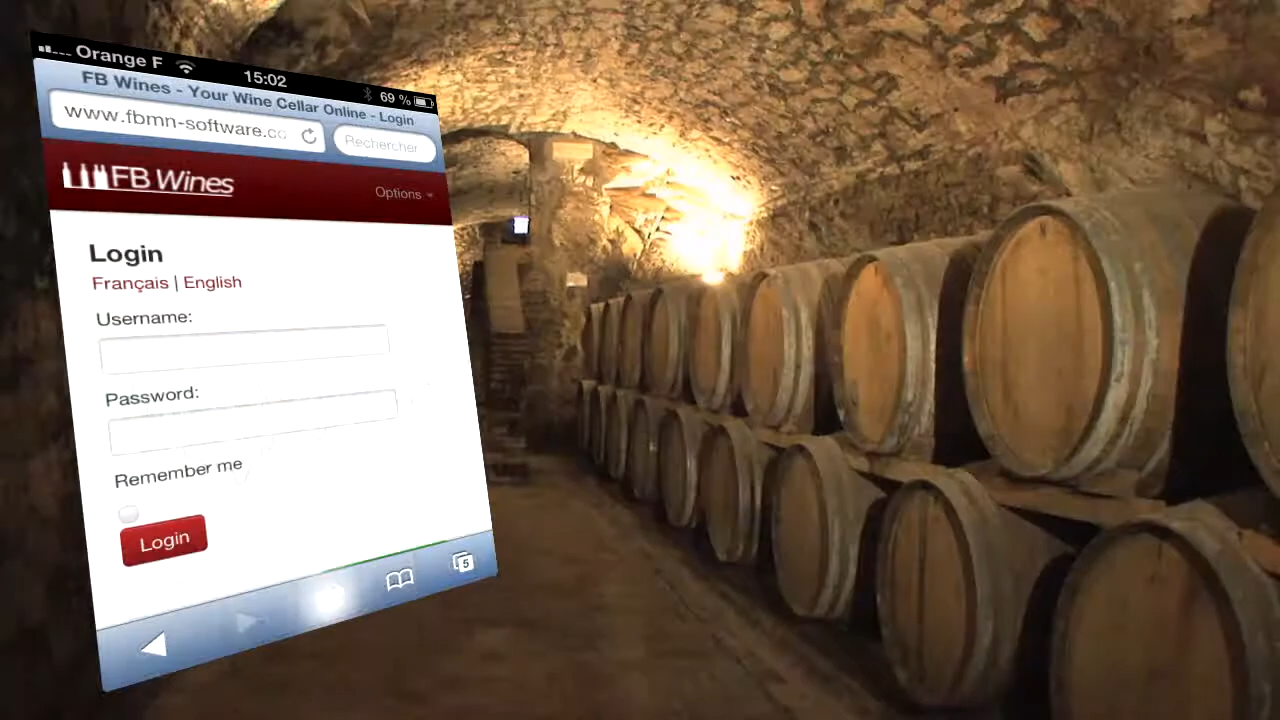 Orange F 15:02 69 %
FB Wines - Your Wine Cellar Online - Login
www.fbmn-software.co Rechercher
FB Wines Options
Login
Français | English
Username:
Password:
Remember me
Login
5